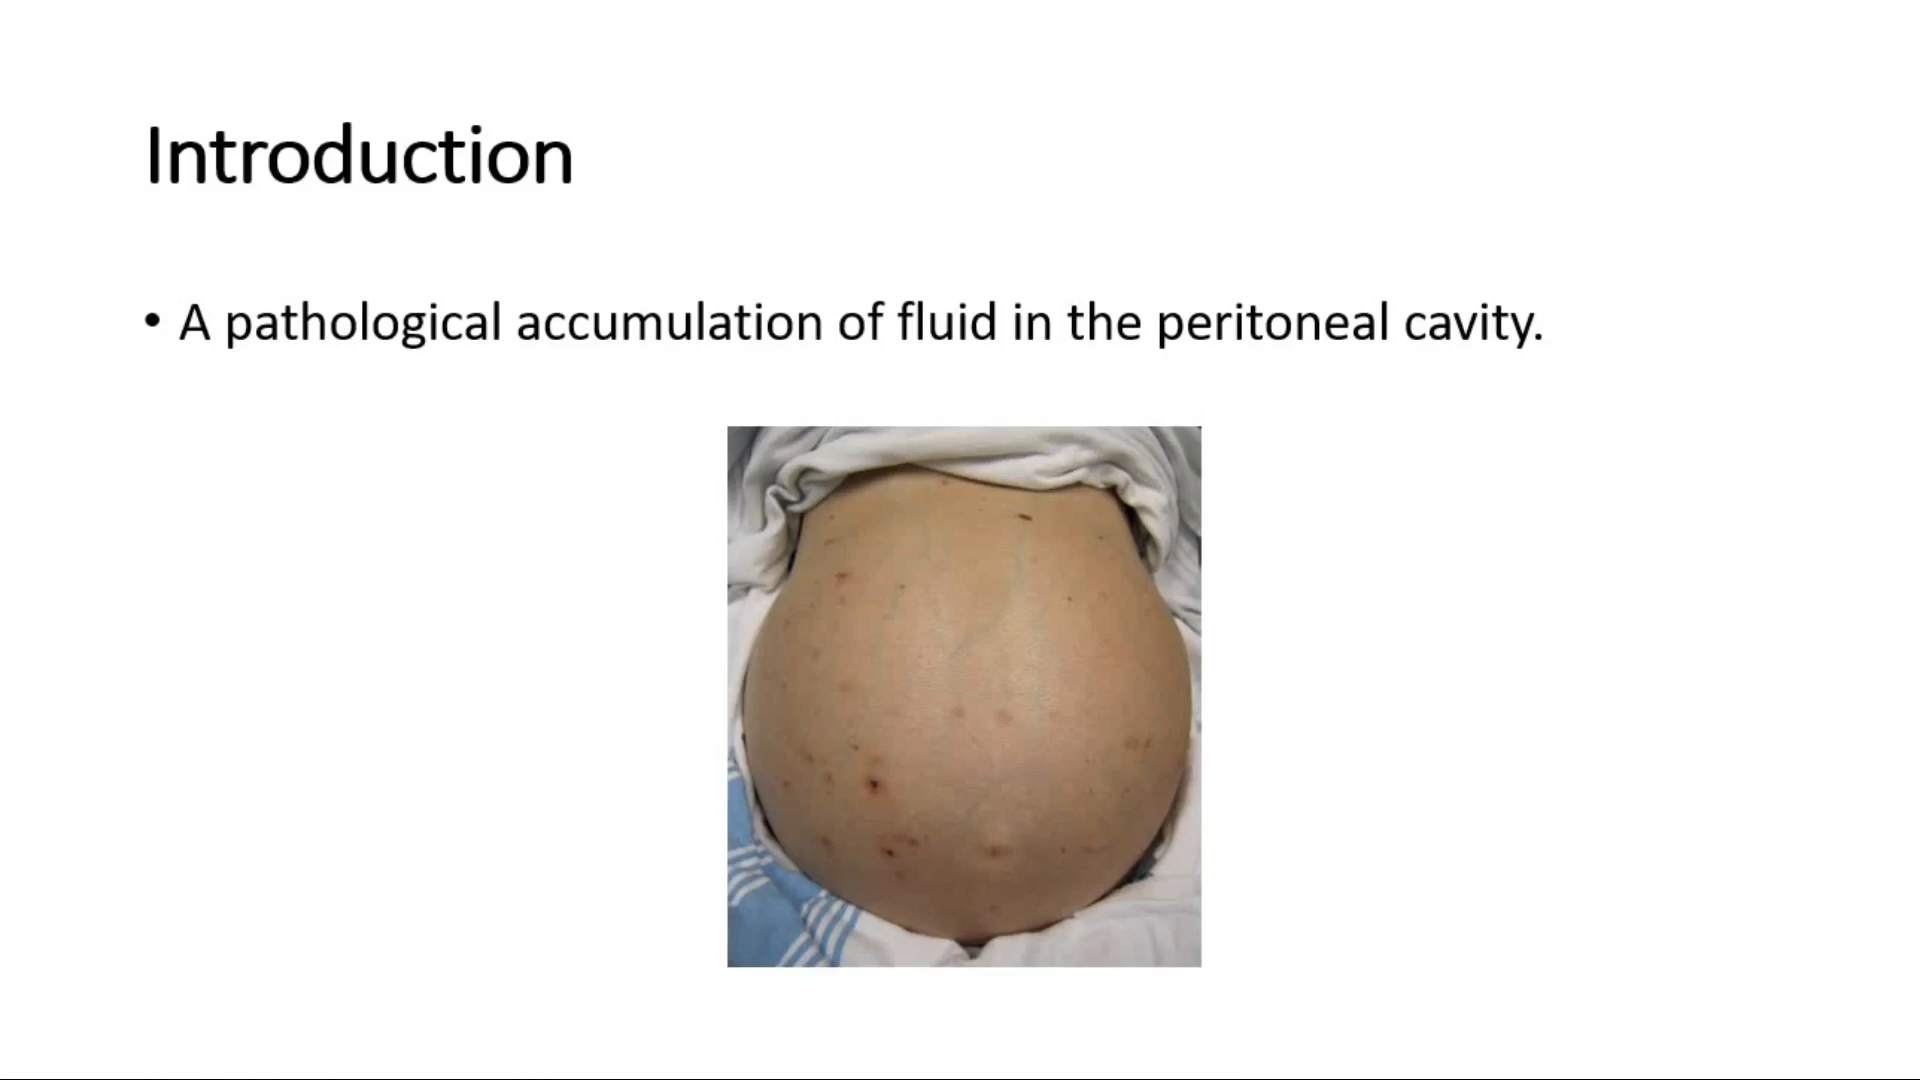 Introduction
• A pathological accumulation of fluid in the peritoneal cavity.